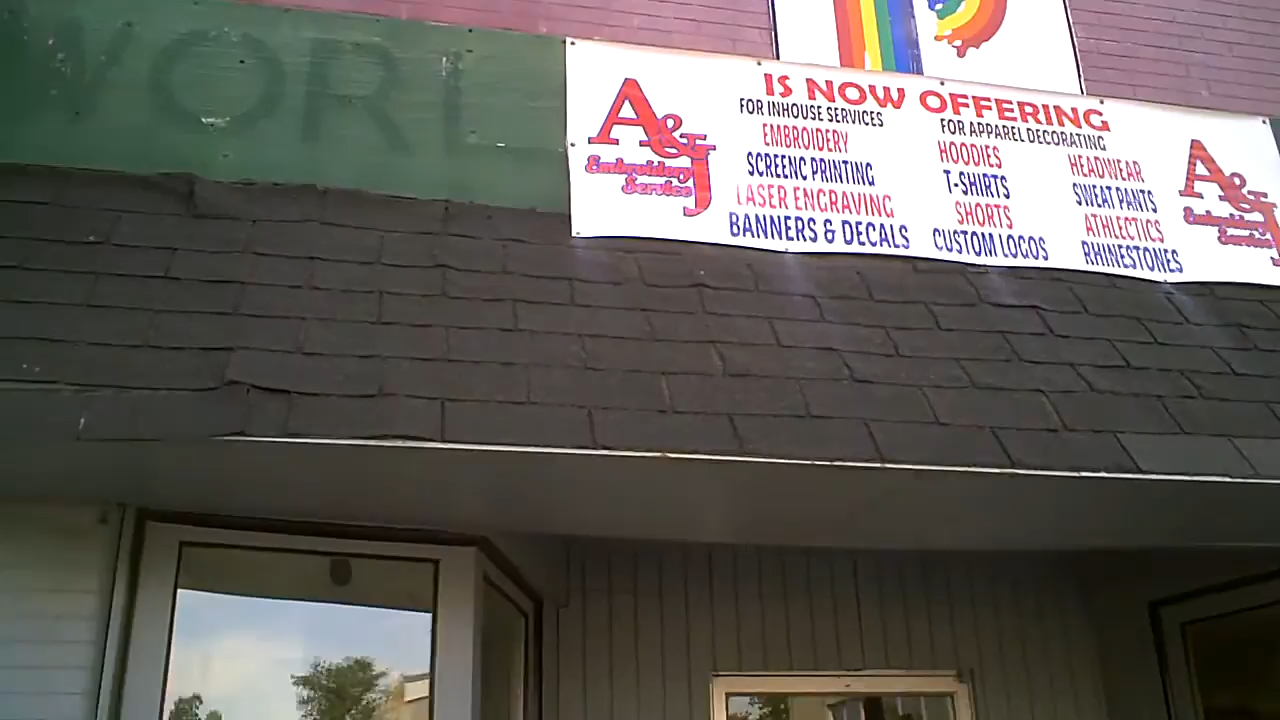 WORL
IS NOW OFFERING
A&J
Embroidery
Service
FOR INHOUSE SERVICES
EMBROIDERY
SCREENC PRINTING
LASER ENGRAVING
BANNERS & DECALS
FOR APPAREL DECORATING
HOODIES
T-SHIRTS
SHORTS
CUSTOM LOGOS
HEADWEAR
SWEAT PANTS
ATHLECTICS
RHINESTONES
A&J
Embroidery
Service